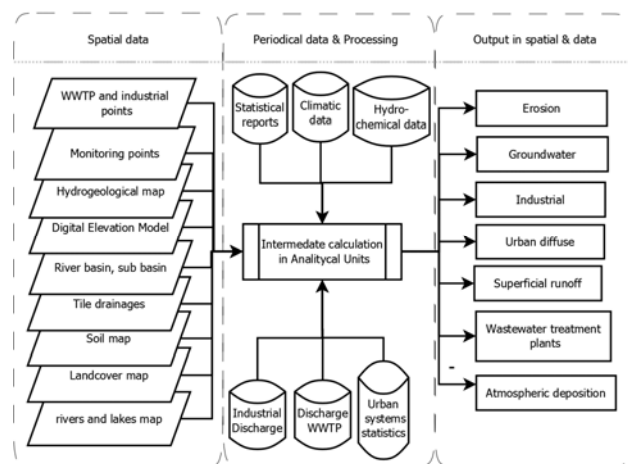 Spatial data
Periodical data & Processing
Output in spatial & data
WWTP and industrial
points
Monitoring points
Hydrogeological map
Digital Elevation Model
River basin, sub basin
Tile drainages
Soil map
Landcover map
rivers and lakes map
Statistical
reports
Climatic
data
Hydro-
chemical data
Intermedate calculation
in Analitycal Units
Industrial
Discharge
Discharge
WWTP
Urban
systems
statistics
Erosion
Groundwater
Industrial
Urban diffuse
Superficial runoff
Wastewater treatment
plants
-
Atmospheric deposition